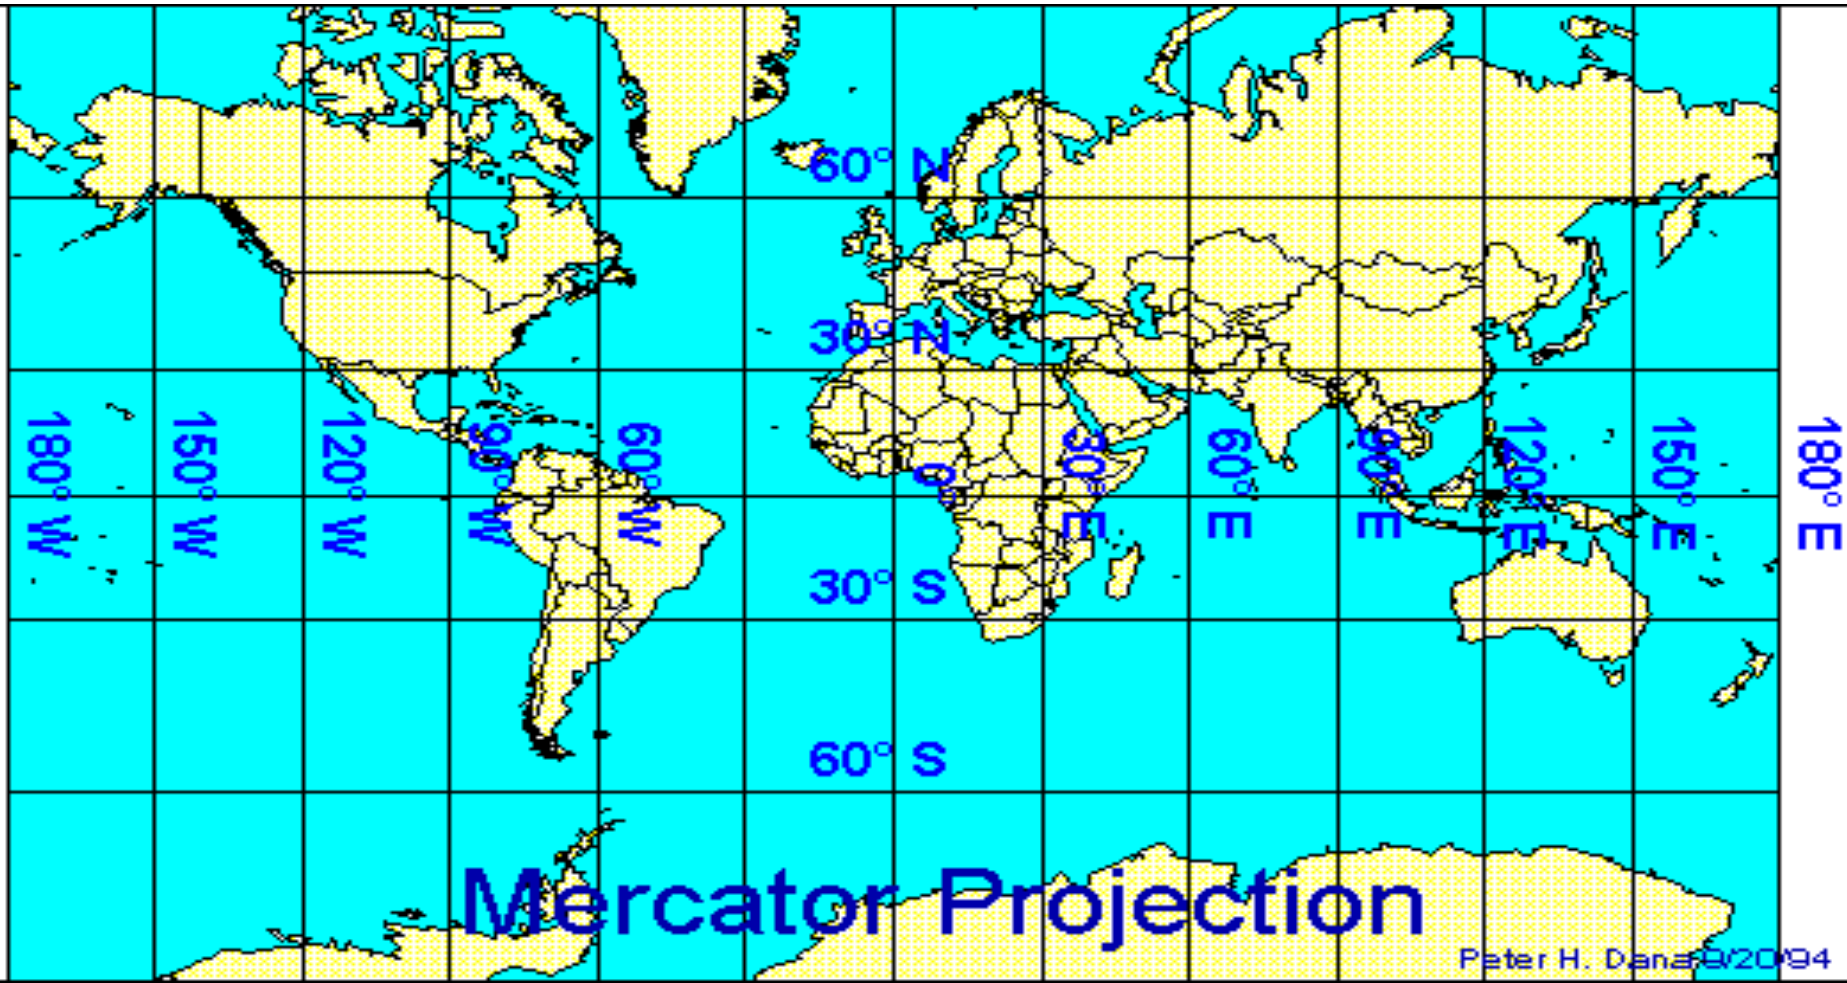 60° N
30° N
180° W
150° W
120° W
90° W
60° W
0
30° E
60° E
90° E
120° E
150° E
180° E
30° S
60° S
Mercator Projection
Peter H. Dana 9/20/94